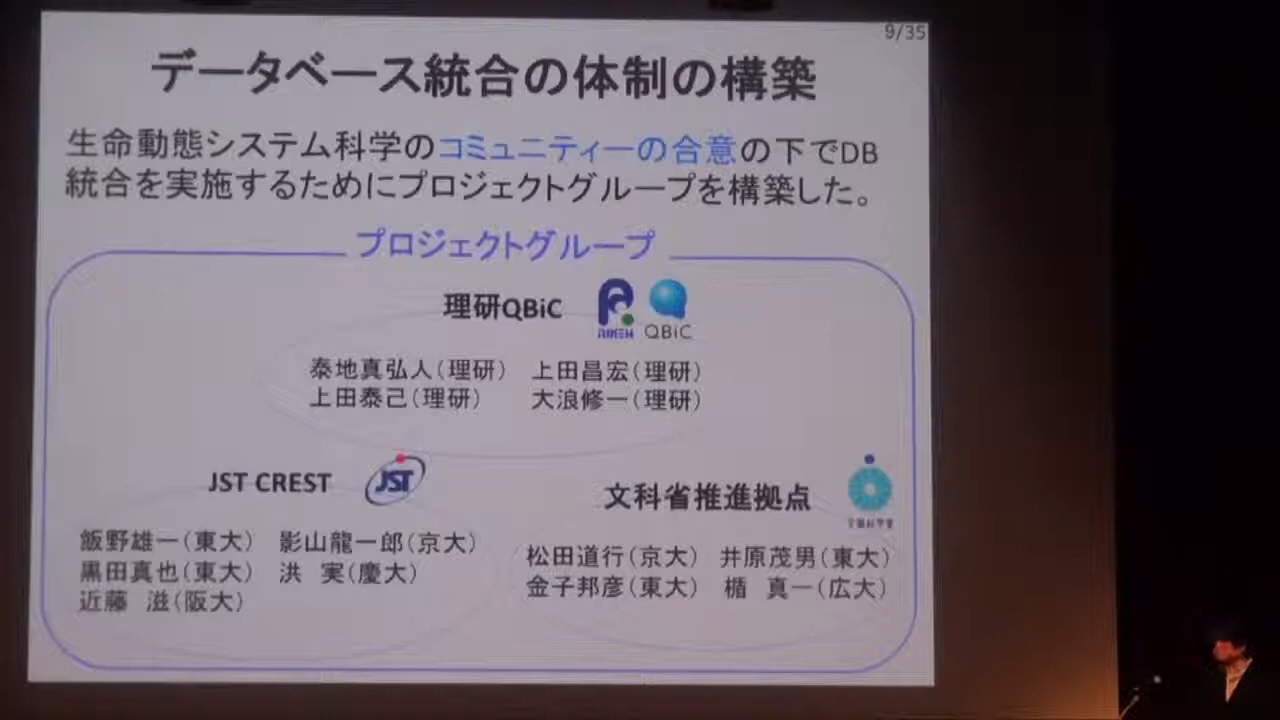 9/35
データベース統合の体制の構築
生命動態システム科学のコミュニティーの合意の下でDB
統合を実施するためにプロジェクトグループを構築した。
プロジェクトグループ
理研QBiC
RIKEN QBiC
泰地真弘人(理研) 上田昌宏(理研)
上田泰己(理研) 大浪修一(理研)
JST CREST
JST
文科省推進拠点
飯野雄一(東大) 影山龍一郎(京大)
黒田真也(東大) 洪 実(慶大)
近藤 滋(阪大)
松田道行(京大) 井原茂男(東大)
金子邦彦(東大) 楯 真一(広大)